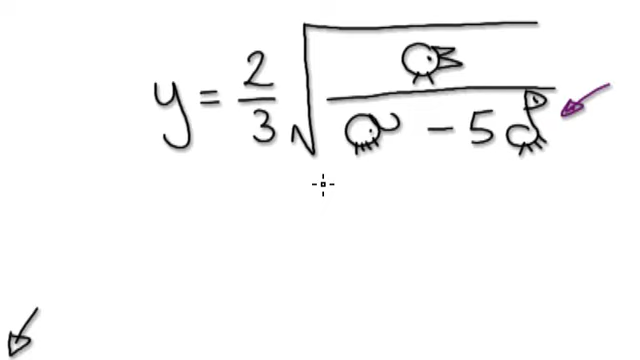 y = 2/3 √( / − 5 )